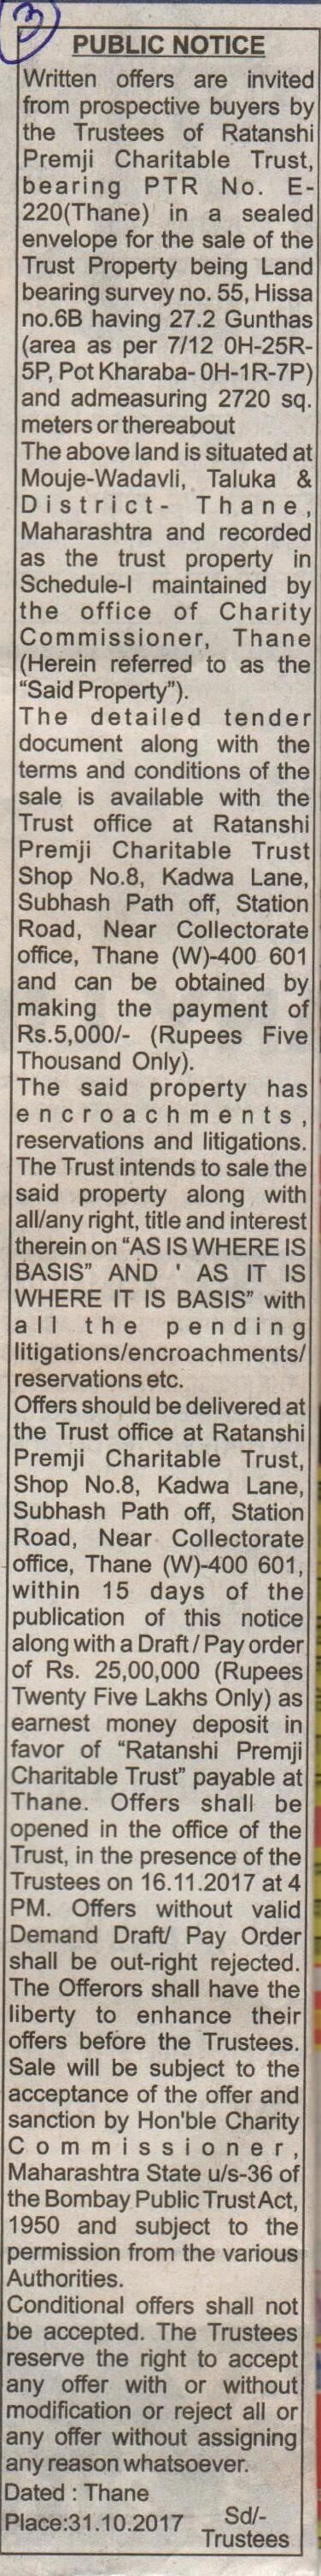 3
PUBLIC NOTICE
Written offers are invited
from prospective buyers by
the Trustees of Ratanshi
Premji Charitable Trust,
bearing PTR No. E-
220(Thane) in a sealed
envelope for the sale of the
Trust Property being Land
bearing survey no. 55, Hissa
no.6B having 27.2 Gunthas
(area as per 7/12 0H-25R-
5P, Pot Kharaba- 0H-1R-7P)
and admeasuring 2720 sq.
meters or thereabout
The above land is situated at
Mouje-Wadavli, Taluka &
District- Thane,
Maharashtra and recorded
as the trust property in
Schedule-I maintained by
the office of Charity
Commissioner, Thane
(Herein referred to as the
“Said Property”).
The detailed tender
document along with the
terms and conditions of the
sale is available with the
Trust office at Ratanshi
Premji Charitable Trust
Shop No.8, Kadwa Lane,
Subhash Path off, Station
Road, Near Collectorate
office, Thane (W)-400 601
and can be obtained by
making the payment of
Rs.5,000/- (Rupees Five
Thousand Only).
The said property has
encroachments,
reservations and litigations.
The Trust intends to sale the
said property along with
all/any right, title and interest
therein on “AS IS WHERE IS
BASIS” AND ' AS IT IS
WHERE IT IS BASIS” with
all the pending
litigations/encroachments/
reservations etc.
Offers should be delivered at
the Trust office at Ratanshi
Premji Charitable Trust,
Shop No.8, Kadwa Lane,
Subhash Path off, Station
Road, Near Collectorate
office, Thane (W)-400 601,
within 15 days of the
publication of this notice
along with a Draft / Pay order
of Rs. 25,00,000 (Rupees
Twenty Five Lakhs Only) as
earnest money deposit in
favor of “Ratanshi Premji
Charitable Trust” payable at
Thane. Offers shall be
opened in the office of the
Trust, in the presence of the
Trustees on 16.11.2017 at 4
PM. Offers without valid
Demand Draft/ Pay Order
shall be out-right rejected.
The Offerors shall have the
liberty to enhance their
offers before the Trustees.
Sale will be subject to the
acceptance of the offer and
sanction by Hon'ble Charity
Commissioner,
Maharashtra State u/s-36 of
the Bombay Public Trust Act,
1950 and subject to the
permission from the various
Authorities.
Conditional offers shall not
be accepted. The Trustees
reserve the right to accept
any offer with or without
modification or reject all or
any offer without assigning
any reason whatsoever.
Dated : Thane
Place:31.10.2017 Sd/-
Trustees